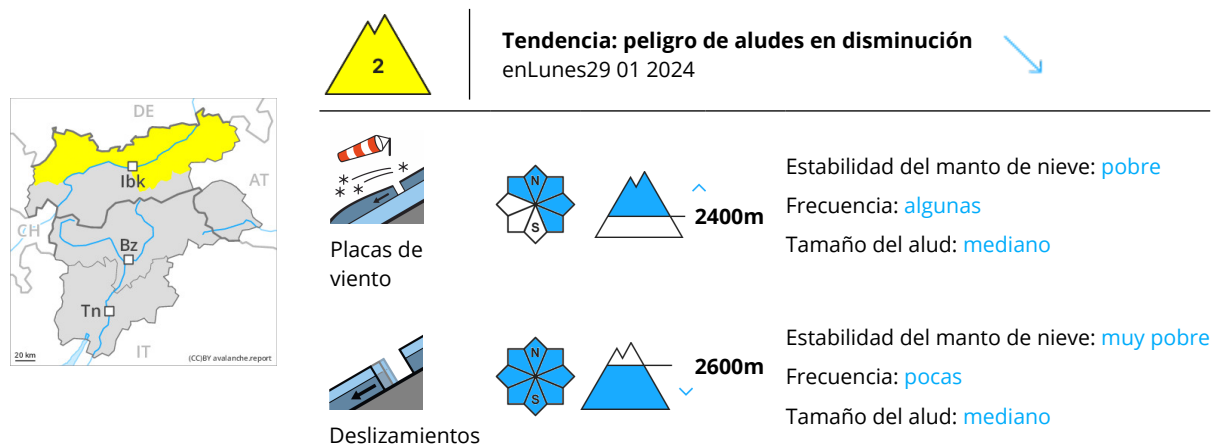 2
Tendencia: peligro de aludes en disminución
enLunes29 01 2024
DE
Ibk
AT
CH
Bz
Tn
IT
20 km
(CC)BY avalanche.report
Placas de
viento
N
S
2400m
Estabilidad del manto de nieve: pobre
Frecuencia: algunas
Tamaño del alud: mediano
Deslizamientos
N
S
2600m
Estabilidad del manto de nieve: muy pobre
Frecuencia: pocas
Tamaño del alud: mediano